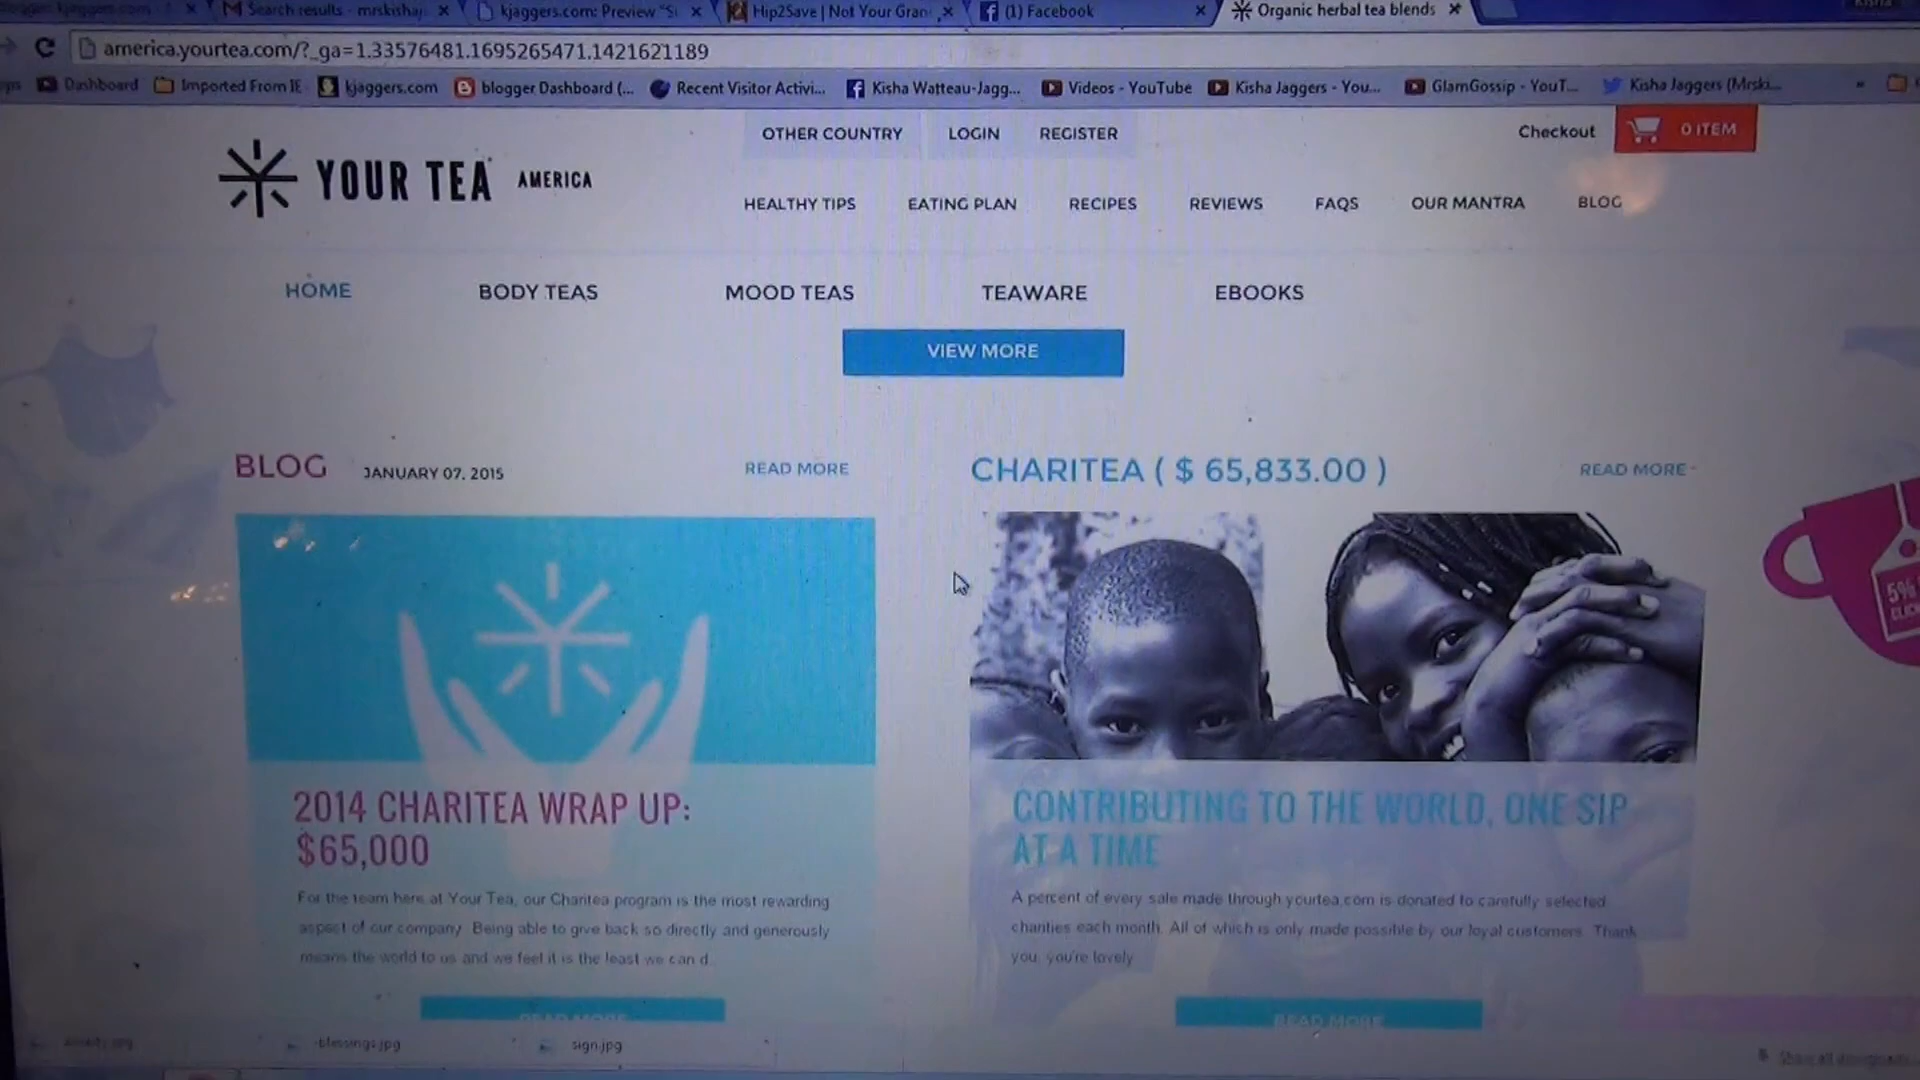 Search results - mrskishaj
kjaggers.com: Preview "S
Hip2Save | Not Your Gran
(1) Facebook
Organic herbal tea blends
america.yourtea.com/?_ga=1.33576481.1695265471.1421621189
Dashboard
Imported From IE
kjaggers.com
blogger Dashboard (...
Recent Visitor Activi...
Kisha Watteau-Jagg...
Videos - YouTube
Kisha Jaggers - You...
GlamGossip - YouT...
Kisha Jaggers (Mrski...
OTHER COUNTRY
LOGIN
REGISTER
Checkout
0 ITEM
YOUR TEA AMERICA
HEALTHY TIPS
EATING PLAN
RECIPES
REVIEWS
FAQS
OUR MANTRA
BLOG
HOME
BODY TEAS
MOOD TEAS
TEAWARE
EBOOKS
VIEW MORE
BLOG JANUARY 07, 2015
READ MORE
2014 CHARITEA WRAP UP:
$65,000
For the team here at Your Tea, our Charitea program is the most rewarding
aspect of our company. Being able to give back so directly and generously
means the world to us and we feel it is the least we can d
READ MORE
CHARITEA ( $ 65,833.00 )
READ MORE
CONTRIBUTING TO THE WORLD, ONE SIP
AT A TIME
A percent of every sale made through yourtea.com is donated to carefully selected
charities each month. All of which is only made possible by our loyal customers. Thank
you, you're lovely
READ MORE
5%
CLICK
blessings.jpg
sign.jpg
Show all downloads